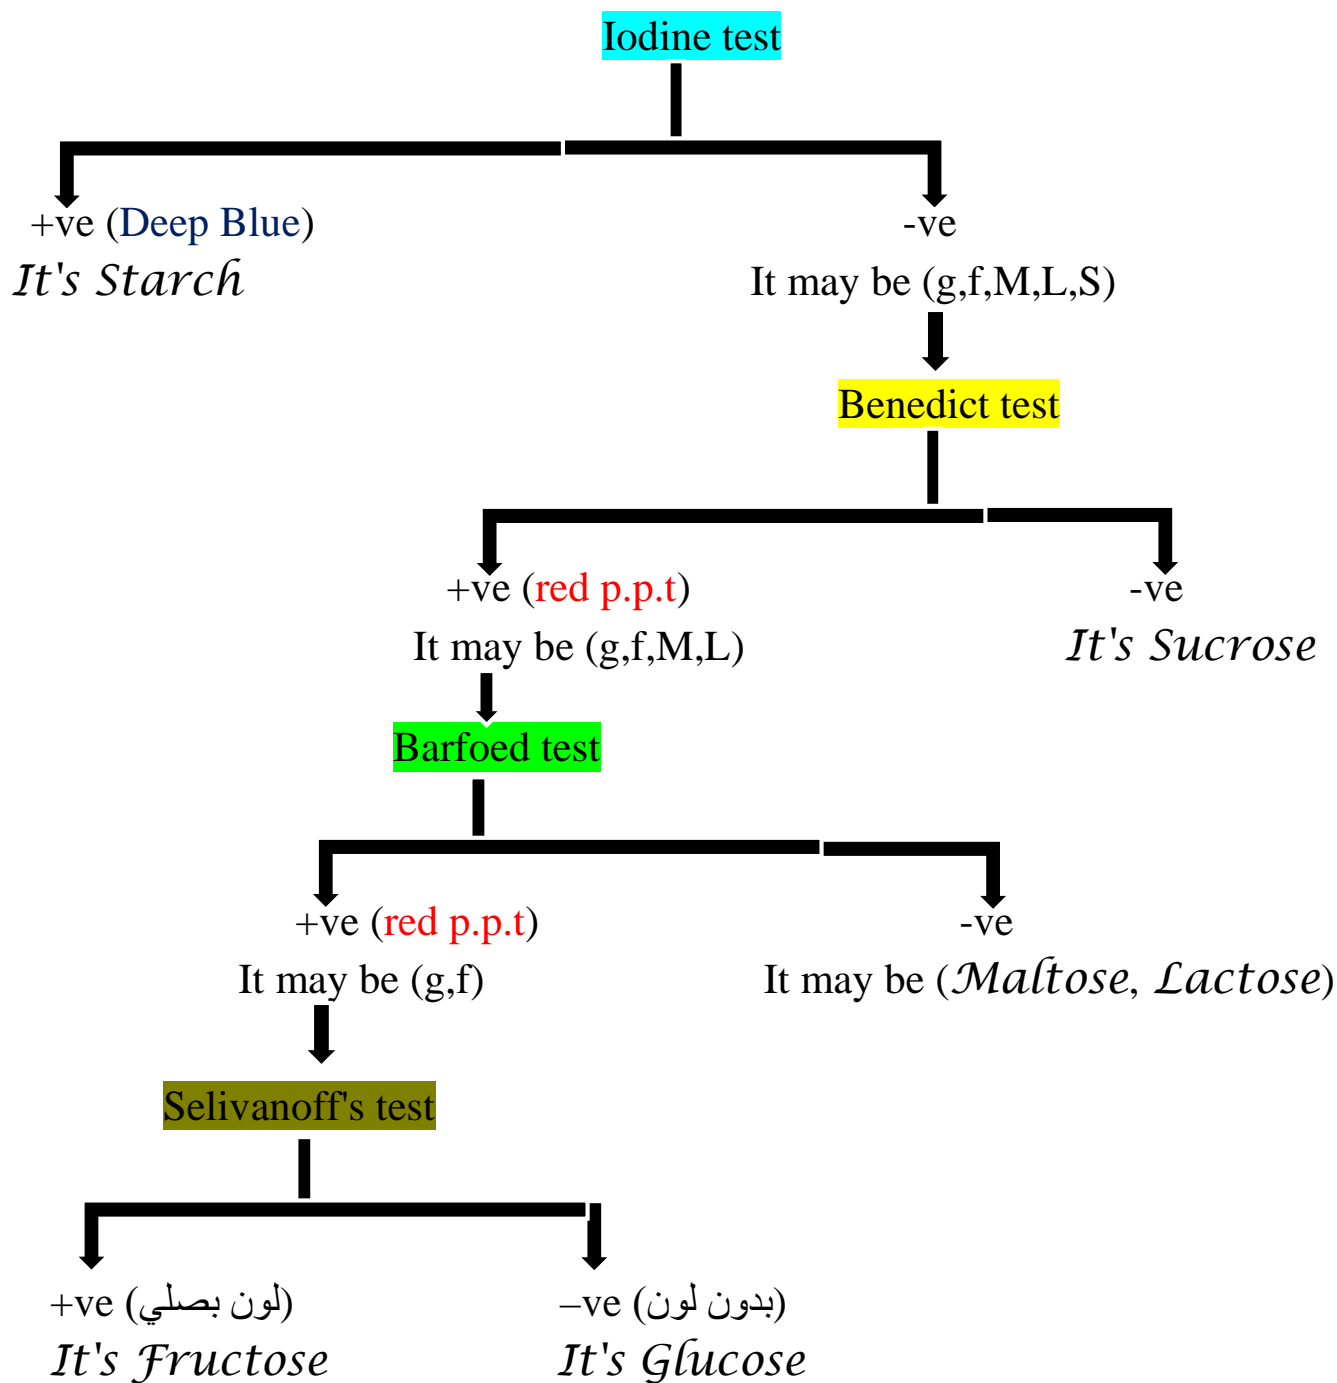 Iodine test
+ve (Deep Blue)
-ve
It's Starch
It may be (g,f,M,L,S)
Benedict test
+ve (red p.p.t)
-ve
It may be (g,f,M,L)
It's Sucrose
Barfoed test
+ve (red p.p.t)
-ve
It may be (g,f)
It may be (Maltose, Lactose)
Selivanoff's test
+ve (لون بصلي)
–ve (بدون لون)
It's Fructose
It's Glucose